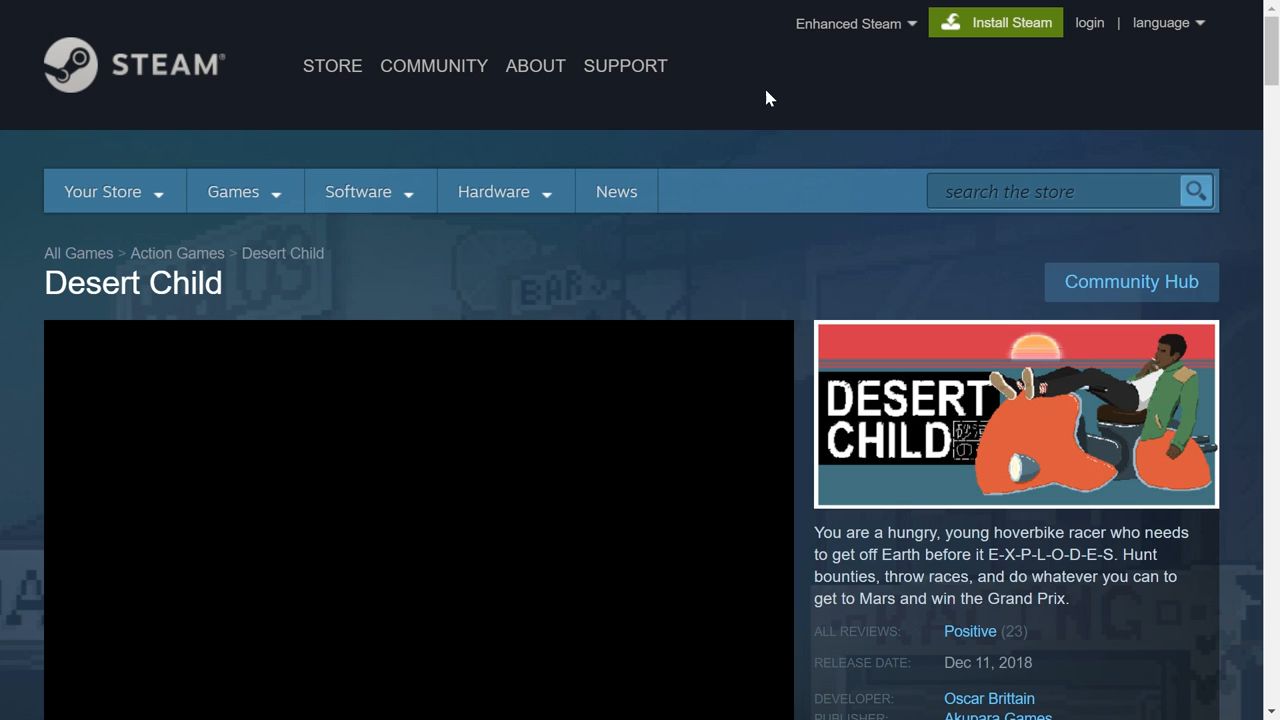 Enhanced Steam
Install Steam
login | language
STEAM®
STORE COMMUNITY ABOUT SUPPORT
Your Store Games Software Hardware News
search the store
All Games > Action Games > Desert Child
Desert Child
Community Hub
BAR
DESERT
CHILD
You are a hungry, young hoverbike racer who needs
to get off Earth before it E-X-P-L-O-D-E-S. Hunt
bounties, throw races, and do whatever you can to
get to Mars and win the Grand Prix.
ALL REVIEWS: Positive (23)
RELEASE DATE: Dec 11, 2018
DEVELOPER: Oscar Brittain
PUBLISHER: Akupara Games